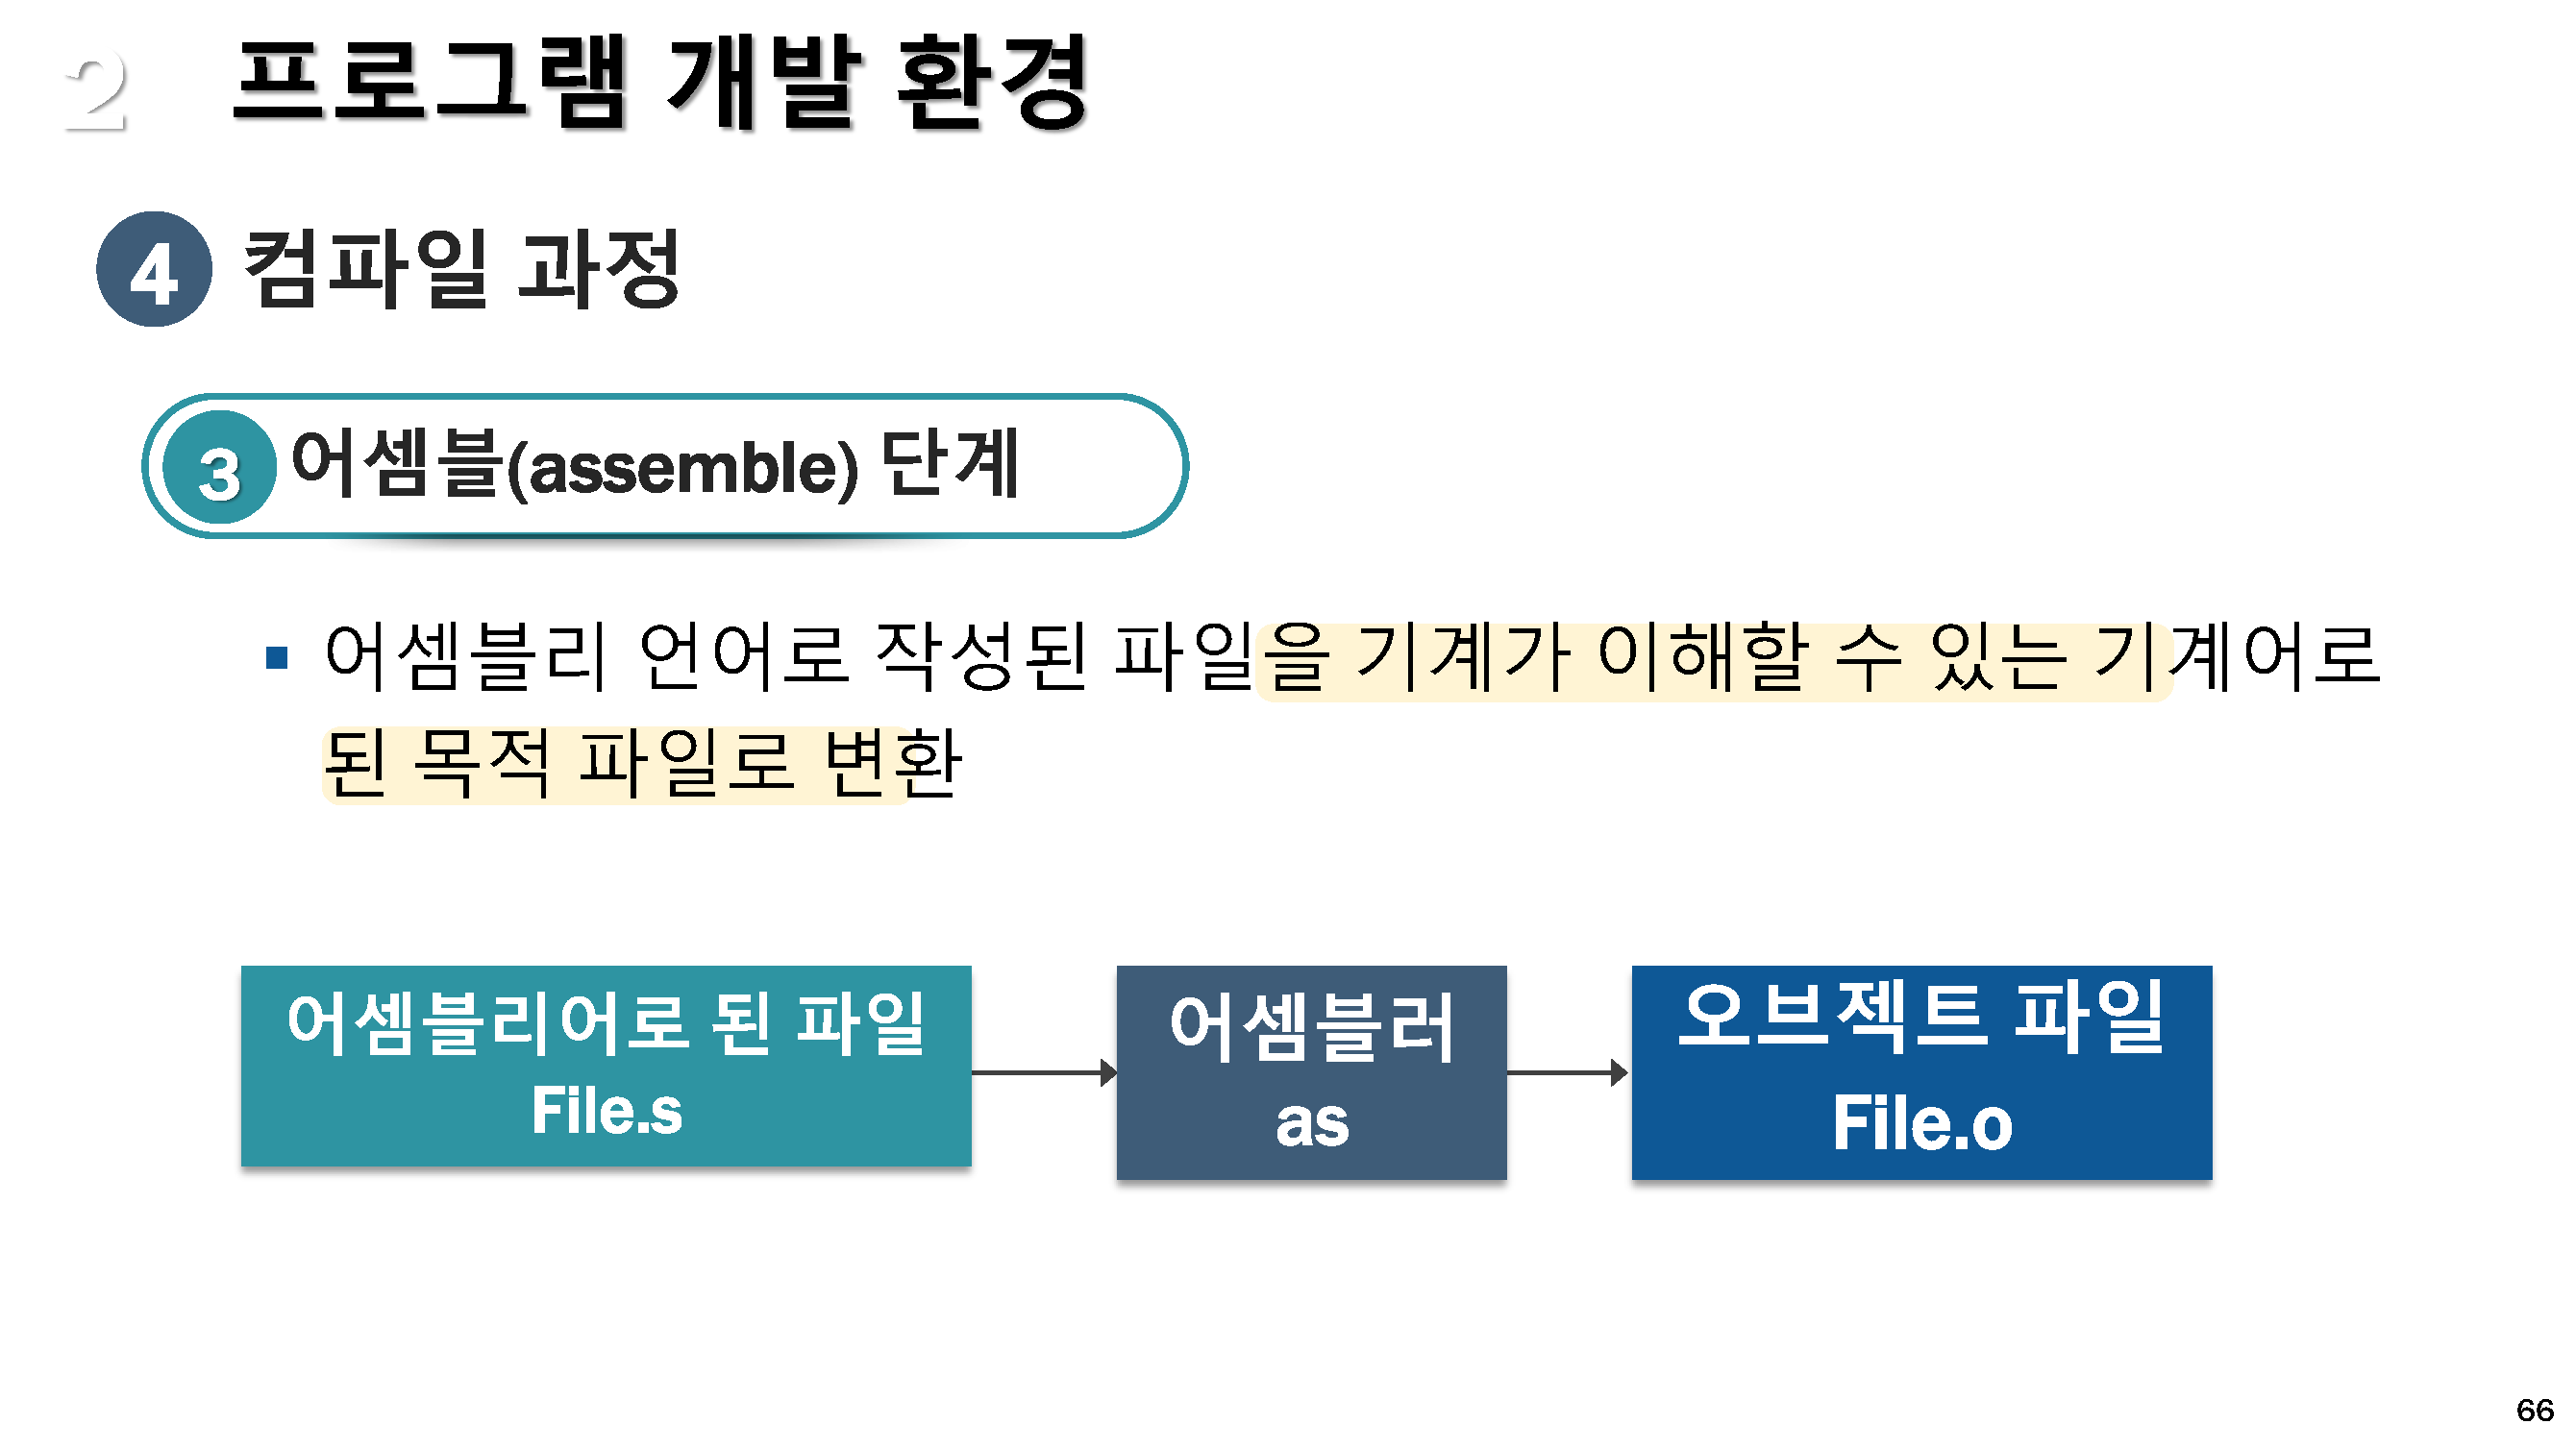 2 프로그램 개발 환경
4 컴파일 과정
3 어셈블(assemble) 단계
▪ 어셈블리 언어로 작성된 파일을 기계가 이해할 수 있는 기계어로
된 목적 파일로 변환
어셈블리어로 된 파일
File.s
어셈블러
as
오브젝트 파일
File.o
66